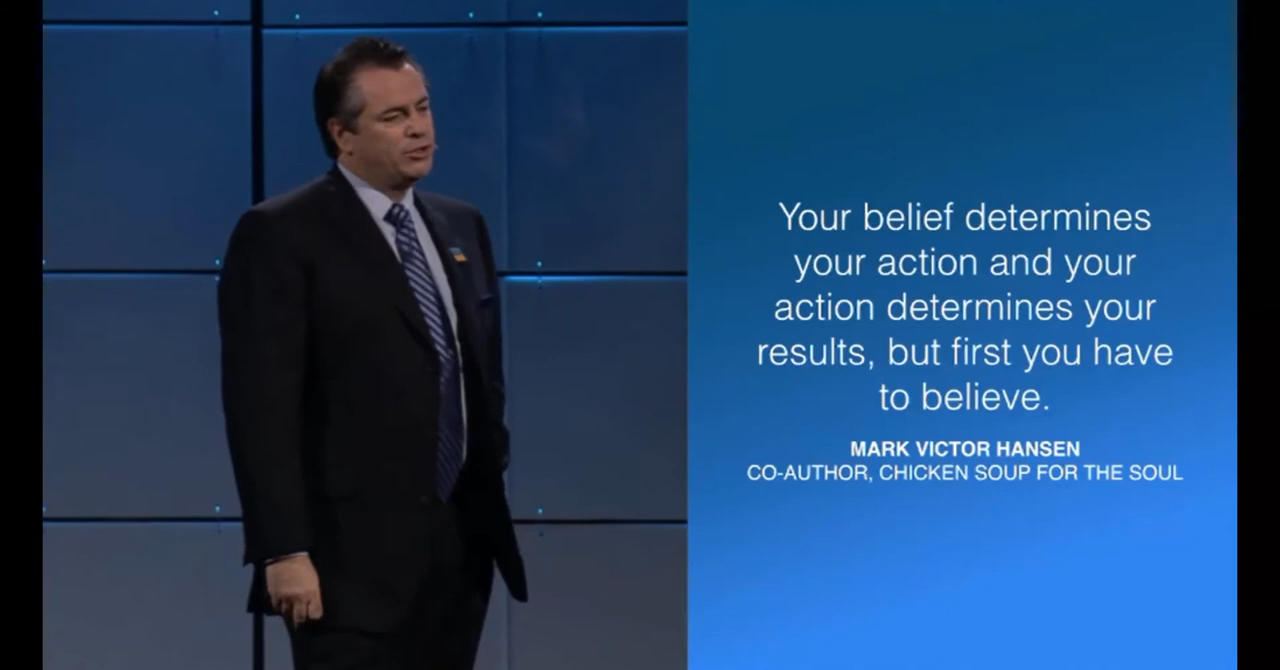 Your belief determines
your action and your
action determines your
results, but first you have
to believe.
MARK VICTOR HANSEN
CO-AUTHOR, CHICKEN SOUP FOR THE SOUL